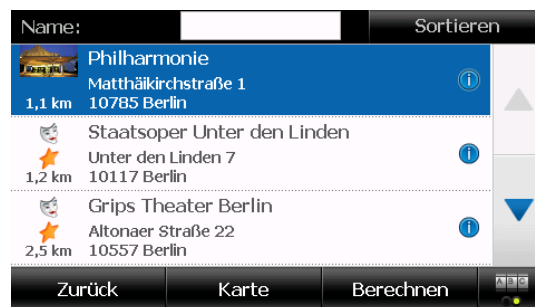 Name:
Sortieren
Philharmonie
Matthäikirchstraße 1
1,1 km 10785 Berlin
Staatsoper Unter den Linden
Unter den Linden 7
1,2 km 10117 Berlin
Grips Theater Berlin
Altonaer Straße 22
2,5 km 10557 Berlin
Zurück Karte Berechnen ABC